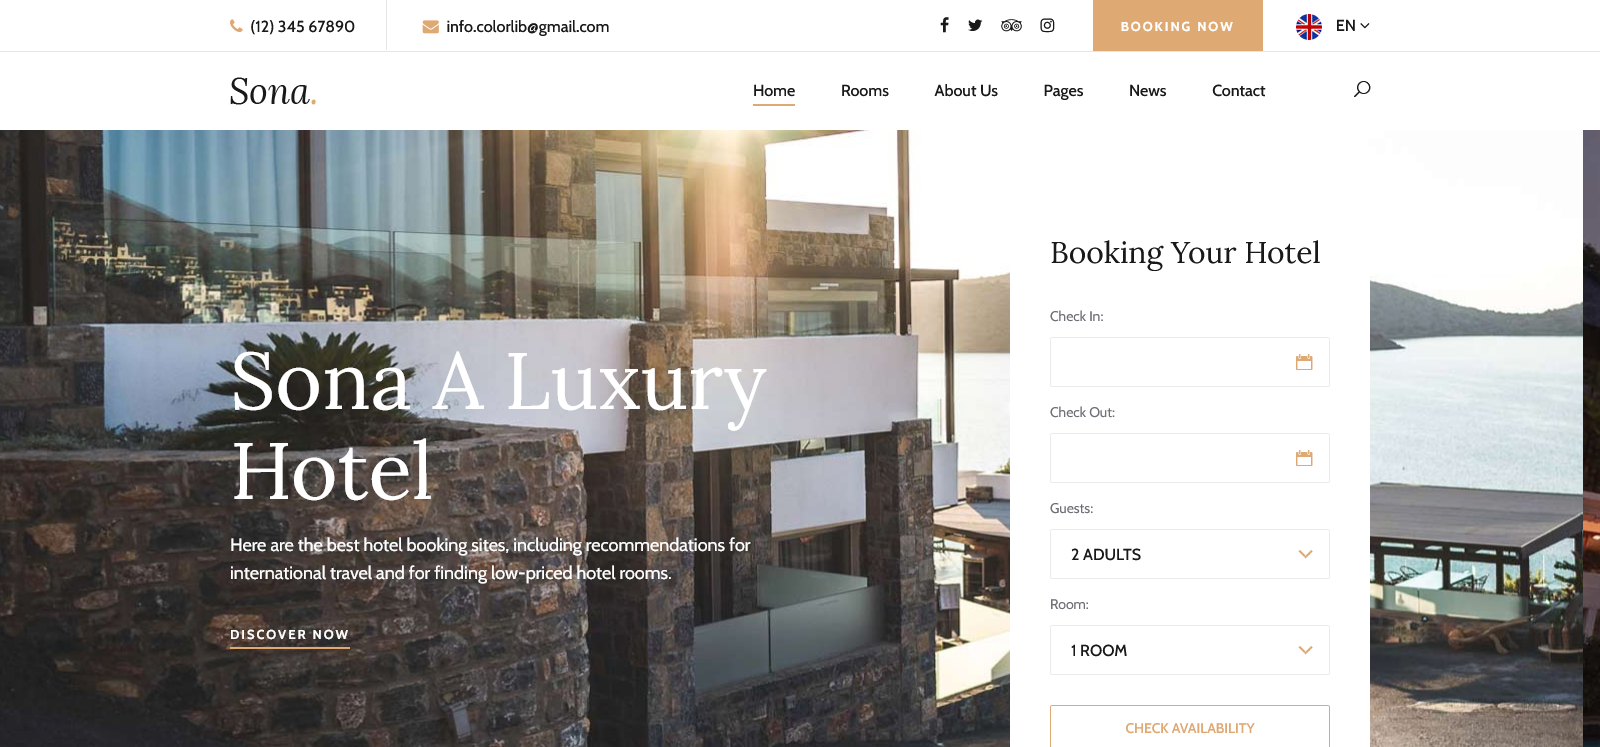 (12) 345 67890
info.colorlib@gmail.com
BOOKING NOW
EN
Sona.
Home
Rooms
About Us
Pages
News
Contact
Sona A Luxury
Hotel
Here are the best hotel booking sites, including recommendations for
international travel and for finding low-priced hotel rooms.
DISCOVER NOW
Booking Your Hotel
Check In:
Check Out:
Guests:
2 ADULTS
Room:
1 ROOM
CHECK AVAILABILITY